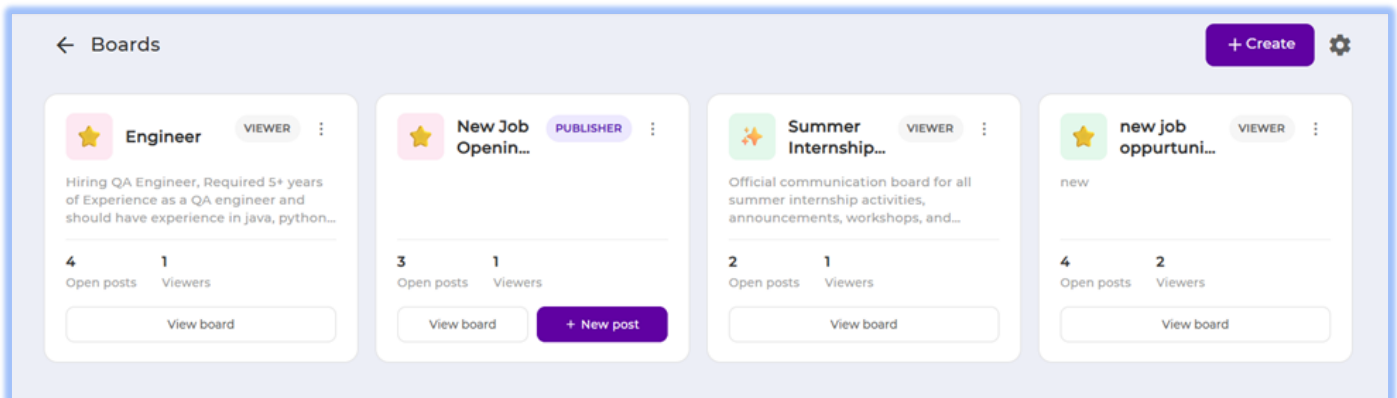 Boards
+ Create
Engineer
VIEWER
Hiring QA Engineer, Required 5+ years
of Experience as a QA engineer and
should have experience in java, python...
4 1
Open posts Viewers
View board
New Job
Openin...
PUBLISHER
3 1
Open posts Viewers
View board + New post
Summer
Internship...
VIEWER
Official communication board for all
summer internship activities,
announcements, workshops, and...
2 1
Open posts Viewers
View board
new job
oppurtuni...
VIEWER
new
4 2
Open posts Viewers
View board